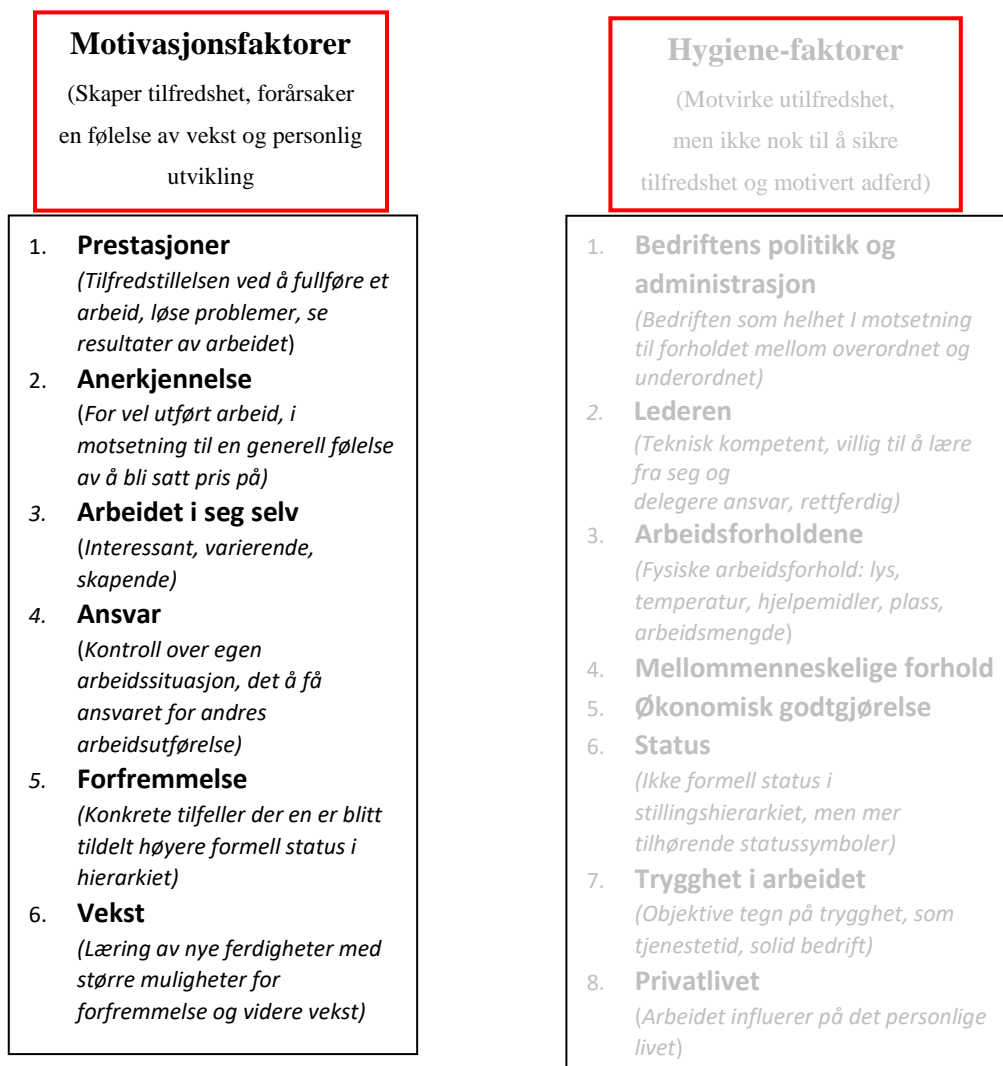 Motivasjonsfaktorer
(Skaper tilfredshet, forårsaker
en følelse av vekst og personlig
utvikling
1. Prestasjoner
(Tilfredstillelsen ved å fullføre et
arbeid, løse problemer, se
resultater av arbeidet)
2. Anerkjennelse
(For vel utført arbeid, i
motsetning til en generell følelse
av å bli satt pris på)
3. Arbeidet i seg selv
(Interessant, varierende,
skapende)
4. Ansvar
(Kontroll over egen
arbeidssituasjon, det å få
ansvaret for andres
arbeidsutførelse)
5. Forfremmelse
(Konkrete tilfeller der en er blitt
tildelt høyere formell status i
hierarkiet)
6. Vekst
(Læring av nye ferdigheter med
større muligheter for
forfremmelse og videre vekst)
Hygiene-faktorer
(Motvirke utilfredshet,
men ikke nok til å sikre
tilfredshet og motivert adferd)
1. Bedriftens politikk og
administrasjon
(Bedriften som helhet I motsetning
til forholdet mellom overordnet og
underordnet)
2. Lederen
(Teknisk kompetent, villig til å lære
fra seg og
delegere ansvar, rettferdig)
3. Arbeidsforholdene
(Fysiske arbeidsforhold: lys,
temperatur, hjelpemidler, plass,
arbeidsmengde)
4. Mellommenneskelige forhold
5. Økonomisk godtgjørelse
6. Status
(Ikke formell status i
stillingshierarkiet, men mer
tilhørende statussymboler)
7. Trygghet i arbeidet
(Objektive tegn på trygghet, som
tjenestetid, solid bedrift)
8. Privatlivet
(Arbeidet influerer på det personlige
livet)